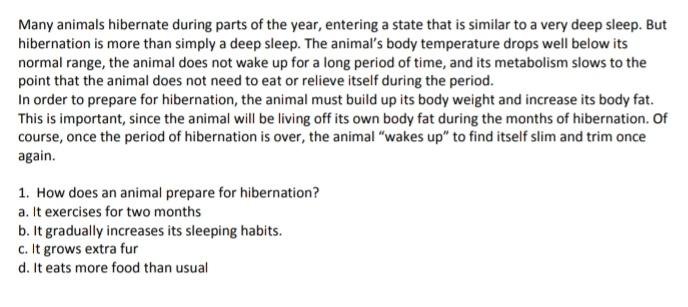 Many animals hibernate during parts of the year, entering a state that is similar to a very deep sleep. But
hibernation is more than simply a deep sleep. The animal's body temperature drops well below its
normal range, the animal does not wake up for a long period of time, and its metabolism slows to the
point that the animal does not need to eat or relieve itself during the period.
In order to prepare for hibernation, the animal must build up its body weight and increase its body fat.
This is important, since the animal will be living off its own body fat during the months of hibernation. Of
course, once the period of hibernation is over, the animal "wakes up" to find itself slim and trim once
again.
1. How does an animal prepare for hibernation?
a. It exercises for two months
b. It gradually increases its sleeping habits.
c. It grows extra fur
d. It eats more food than usual